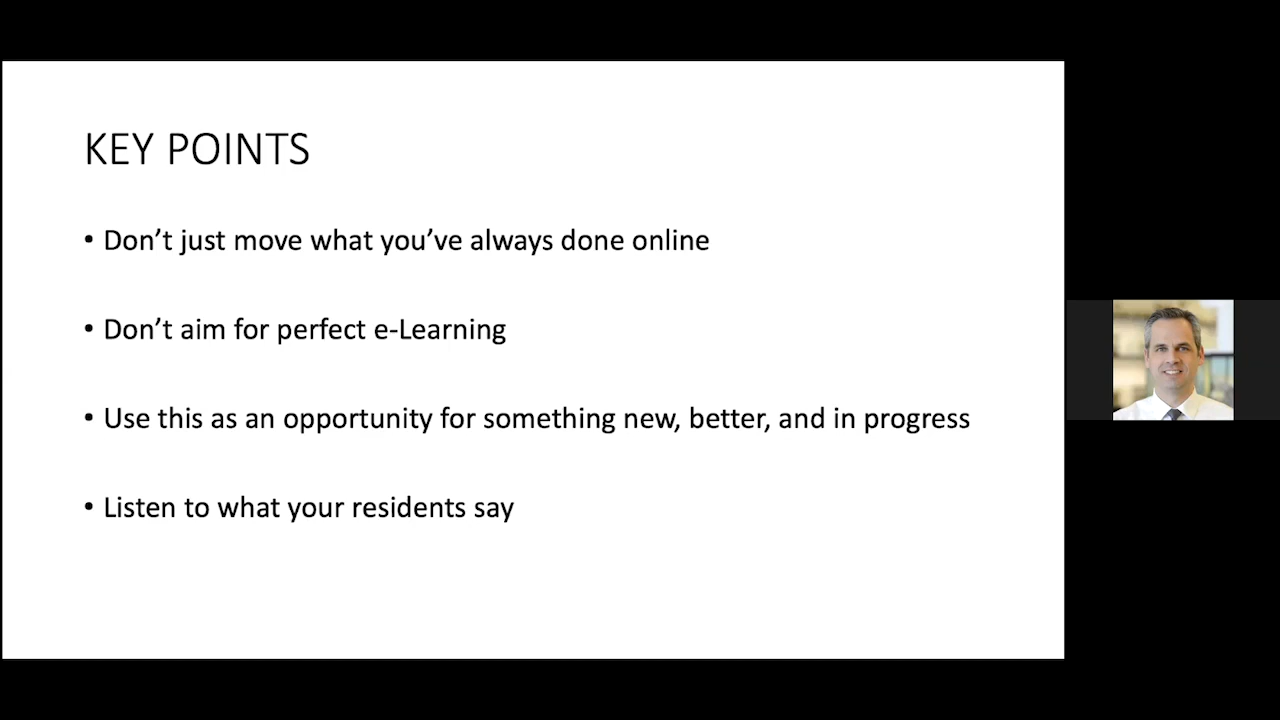 KEY POINTS
• Don’t just move what you’ve always done online
• Don’t aim for perfect e-Learning
• Use this as an opportunity for something new, better, and in progress
• Listen to what your residents say